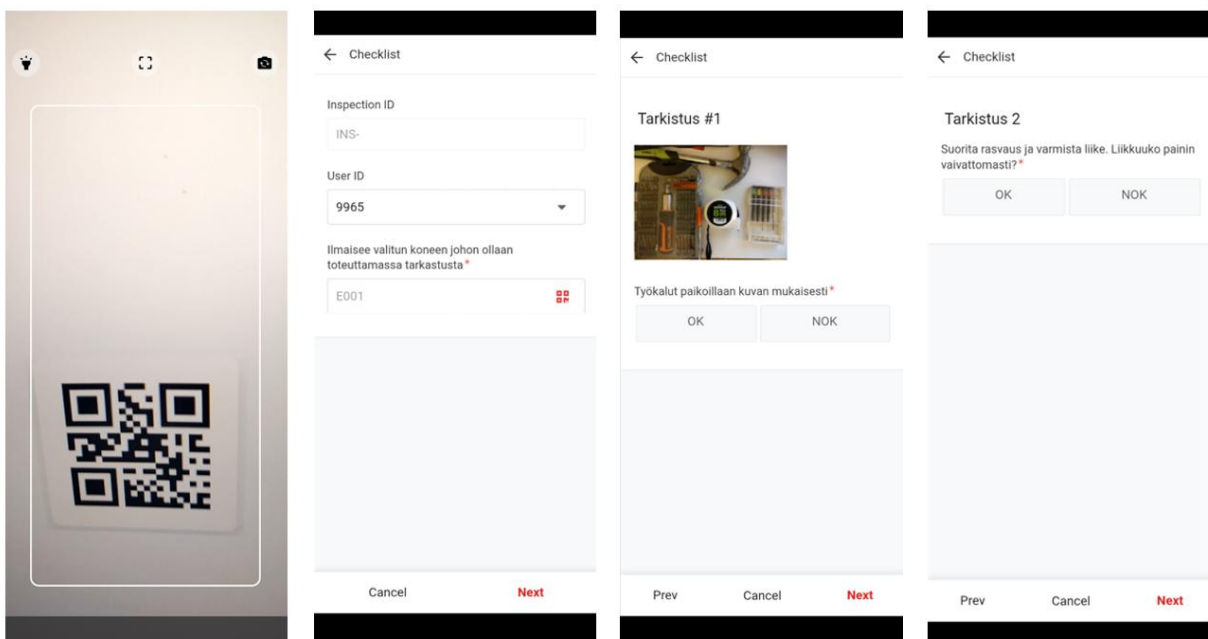 Checklist
Inspection ID
INS-
User ID
9965
Ilmaisee valitun koneen johon ollaan
toteuttamassa tarkastusta*
E001
Cancel
Next
Checklist
Tarkistus #1
Työkalut paikoillaan kuvan mukaisesti*
OK
NOK
Prev
Cancel
Next
Checklist
Tarkistus 2
Suorita rasvaus ja varmista liike. Liikkuuko painin
vaivattomasti?*
OK
NOK
Prev
Cancel
Next